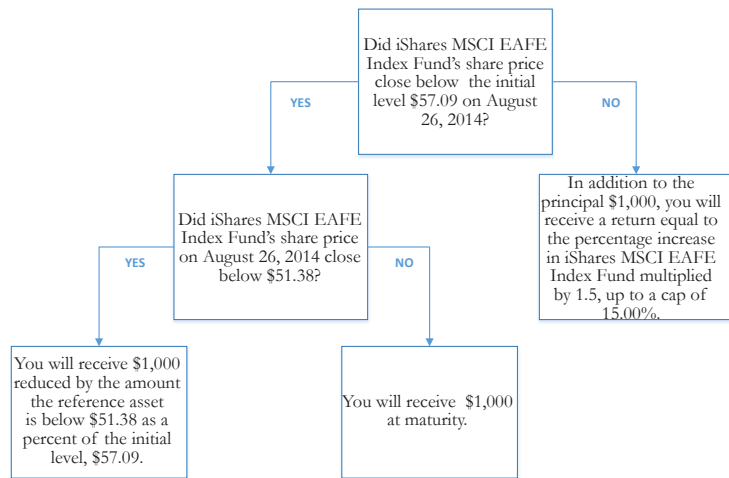 Did iShares MSCI EAFE
Index Fund's share price
close below the initial
level $57.09 on August
26, 2014?
YES
NO
Did iShares MSCI EAFE
Index Fund's share price
on August 26, 2014 close
below $51.38?
In addition to the
principal $1,000, you will
receive a return equal to
the percentage increase
in iShares MSCI EAFE
Index Fund multiplied
by 1.5, up to a cap of
15.00%.
YES
NO
You will receive $1,000
reduced by the amount
the reference asset
is below $51.38 as a
percent of the initial
level, $57.09.
You will receive $1,000
at maturity.